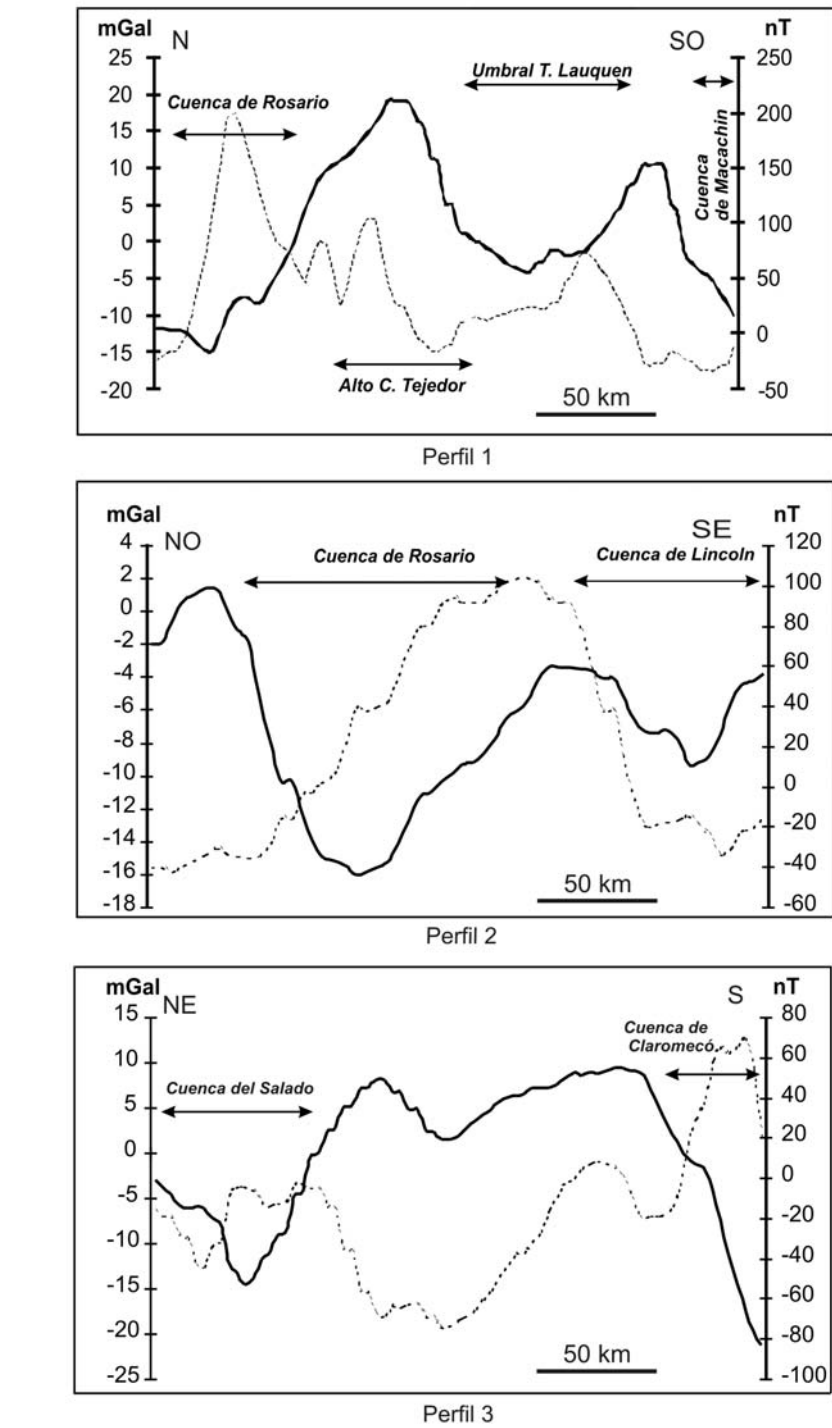 mGal
N
SO
nT
25
20
15
10
5
0
-5
-10
-15
-20
250
200
150
100
50
0
-50
Cuenca de Rosario
Umbral T. Lauquen
Cuenca
de Macachin
Alto C. Tejedor
50 km
Perfil 1
mGal
NO
SE
nT
4
2
0
-2
-4
-6
-8
-10
-12
-14
-16
-18
120
100
80
60
40
20
0
-20
-40
-60
Cuenca de Rosario
Cuenca de Lincoln
50 km
Perfil 2
mGal
NE
S
nT
15
10
5
0
-5
-10
-15
-20
-25
80
60
40
20
0
-20
-40
-60
-80
-100
Cuenca del Salado
Cuenca de
Claromecó
50 km
Perfil 3